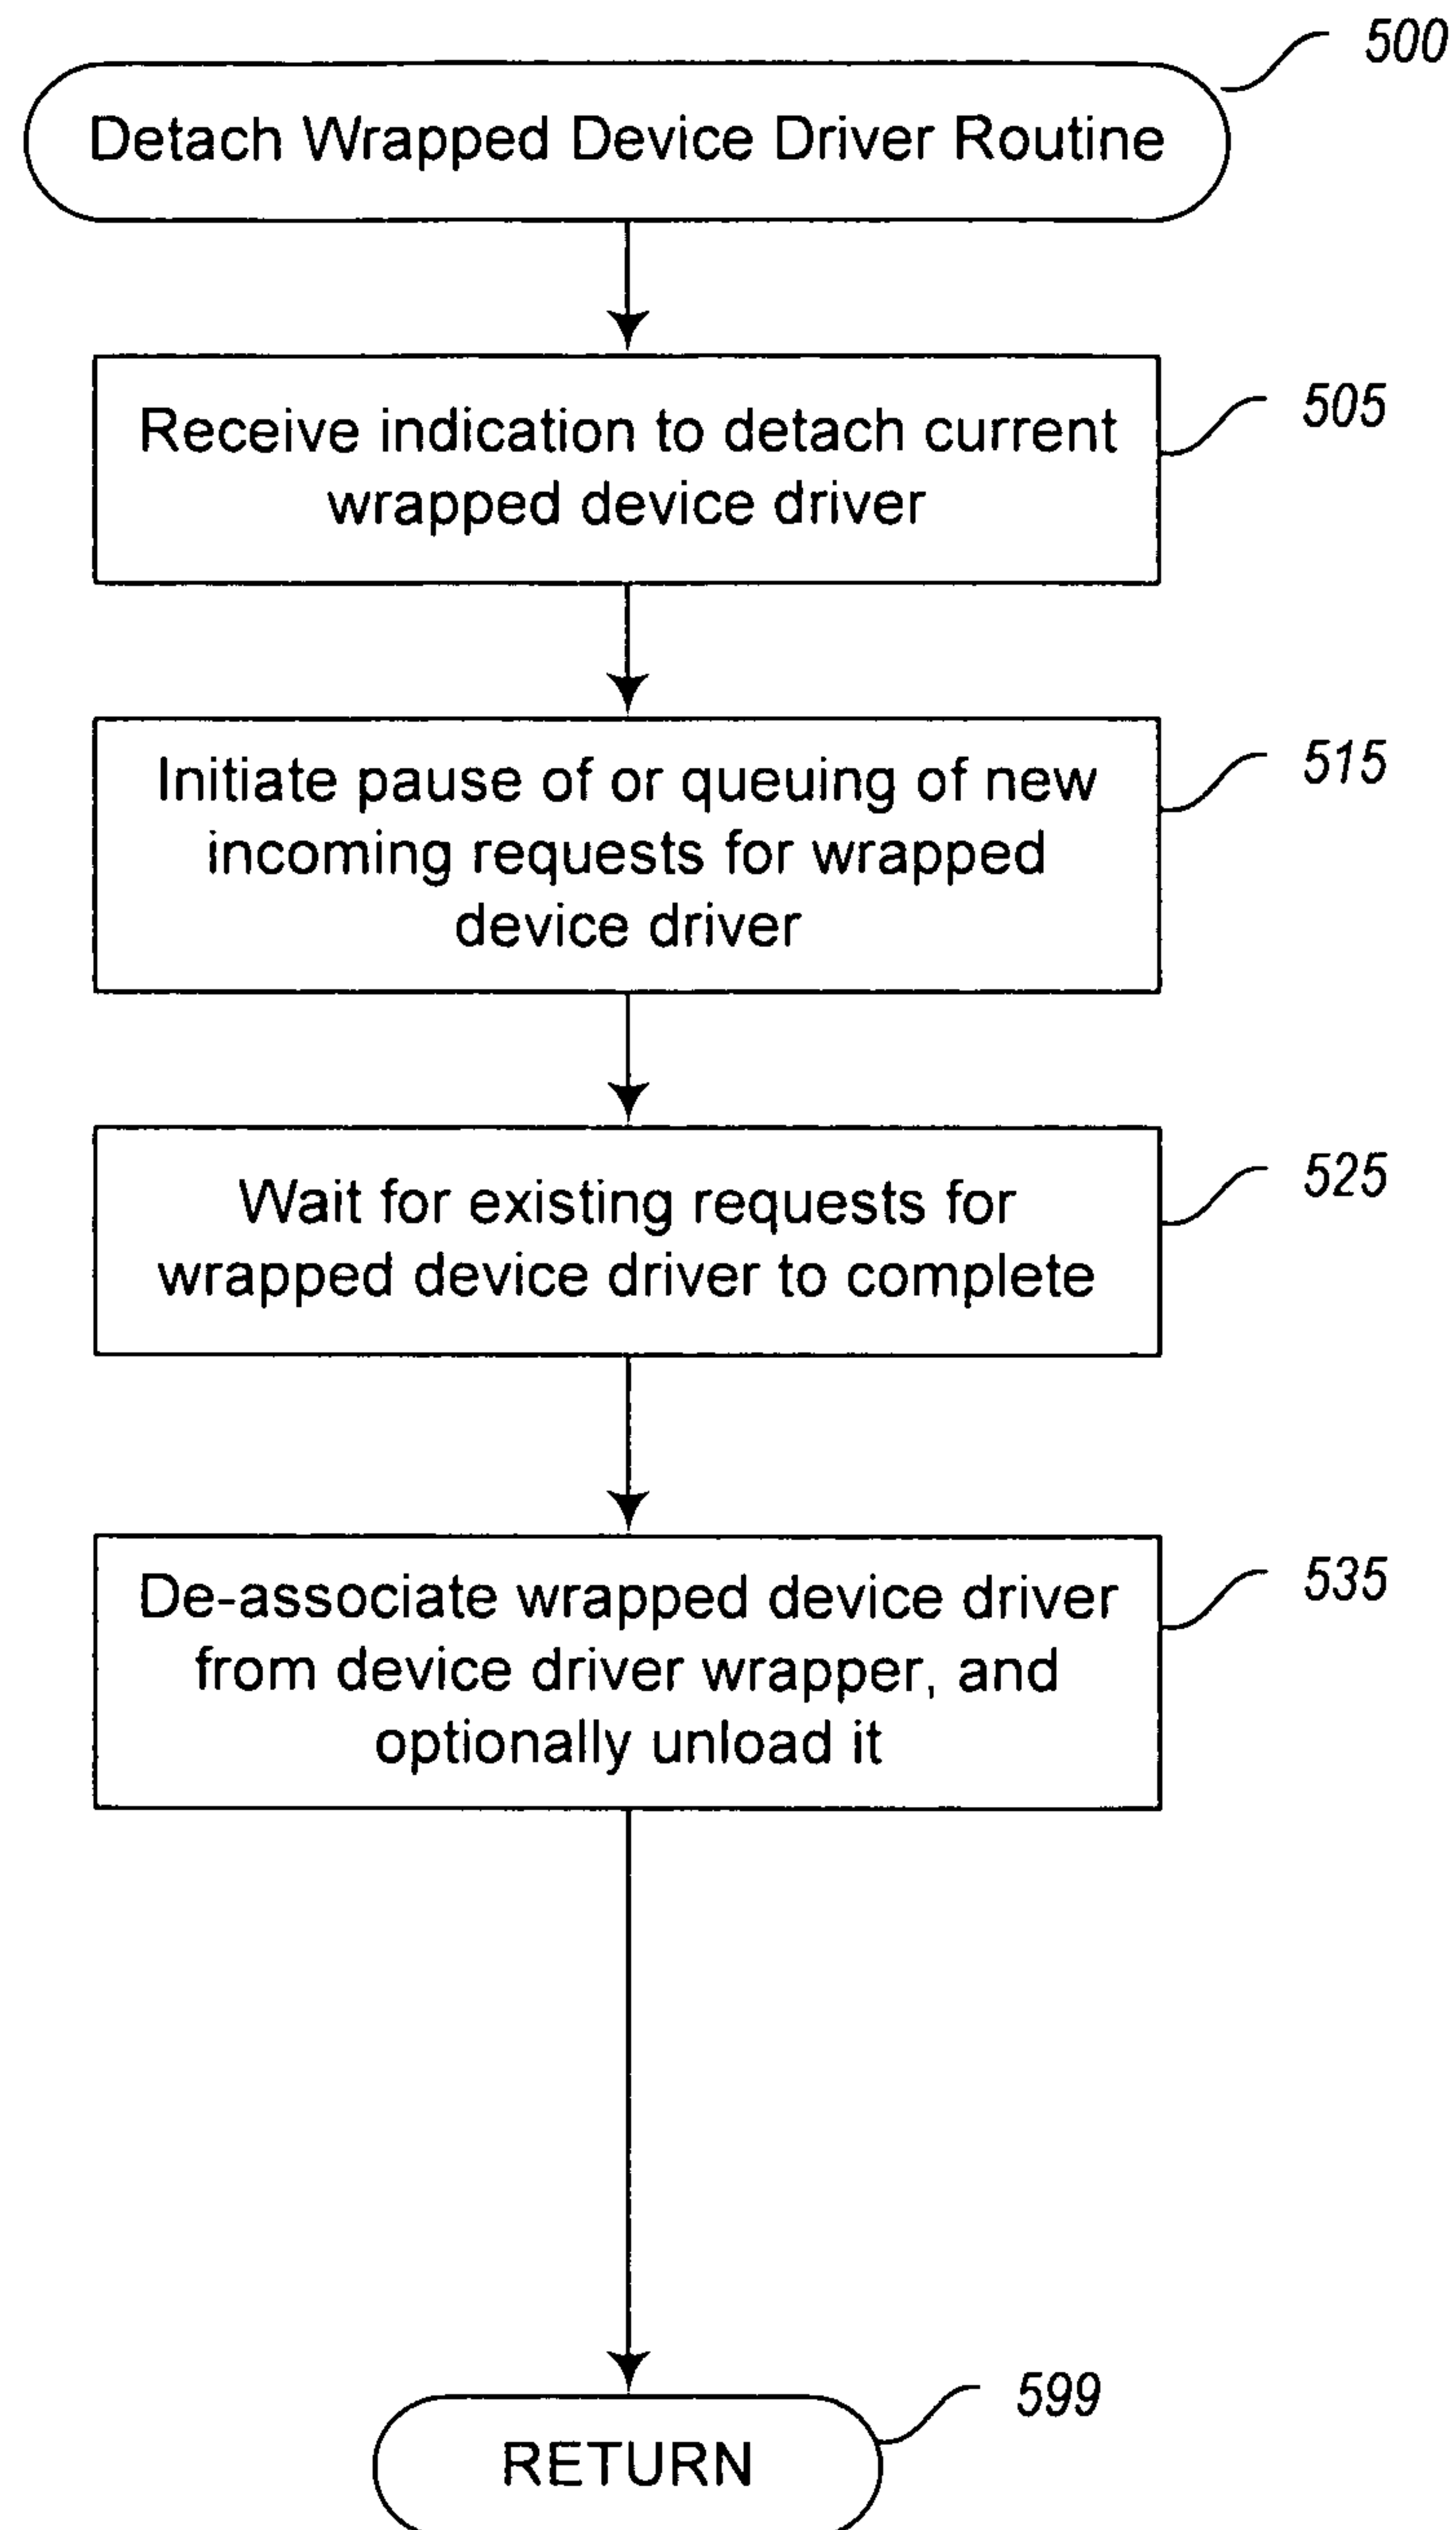 500
Detach Wrapped Device Driver Routine
Receive indication to detach current
wrapped device driver
505
Initiate pause of or queuing of new
incoming requests for wrapped
device driver
515
Wait for existing requests for
wrapped device driver to complete
525
De-associate wrapped device driver
from device driver wrapper, and
optionally unload it
535
RETURN
599